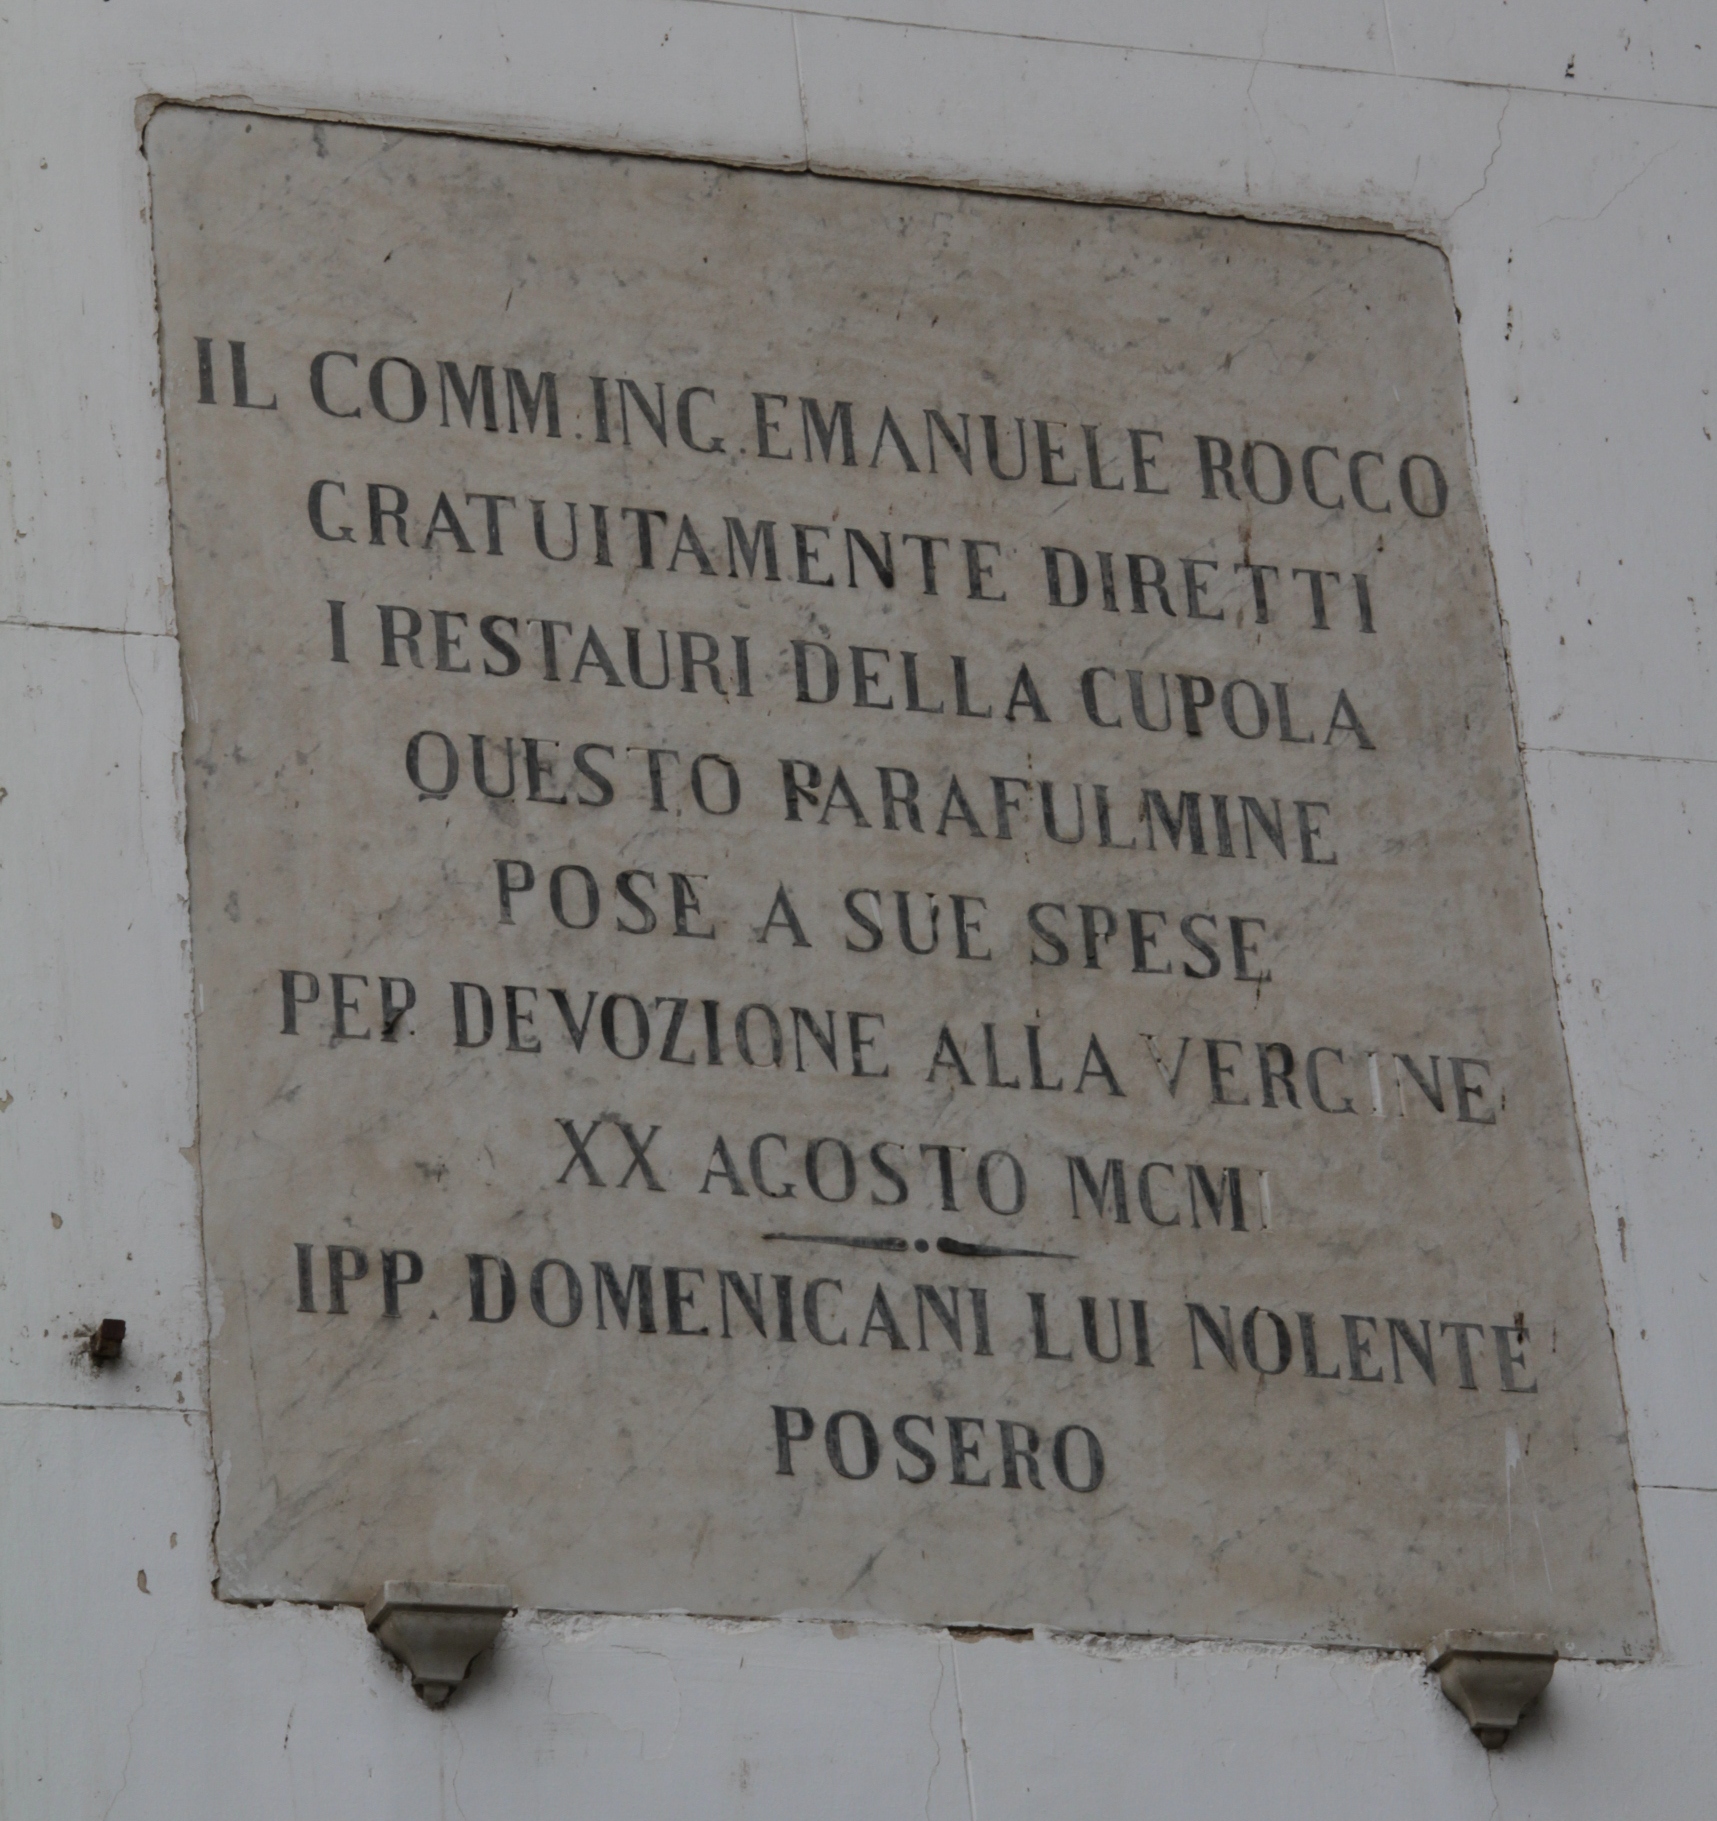 IL COMM. ING. EMANUELE ROCCO
GRATUITAMENTE DIRETTI
I RESTAURI DELLA CUPOLA
QUESTO PARAFULMINE
POSE A SUE SPESE
PER DEVOZIONE ALLA VERGINE
XX AGOSTO MCMI
I PP. DOMENICANI LUI NOLENTE
POSERO